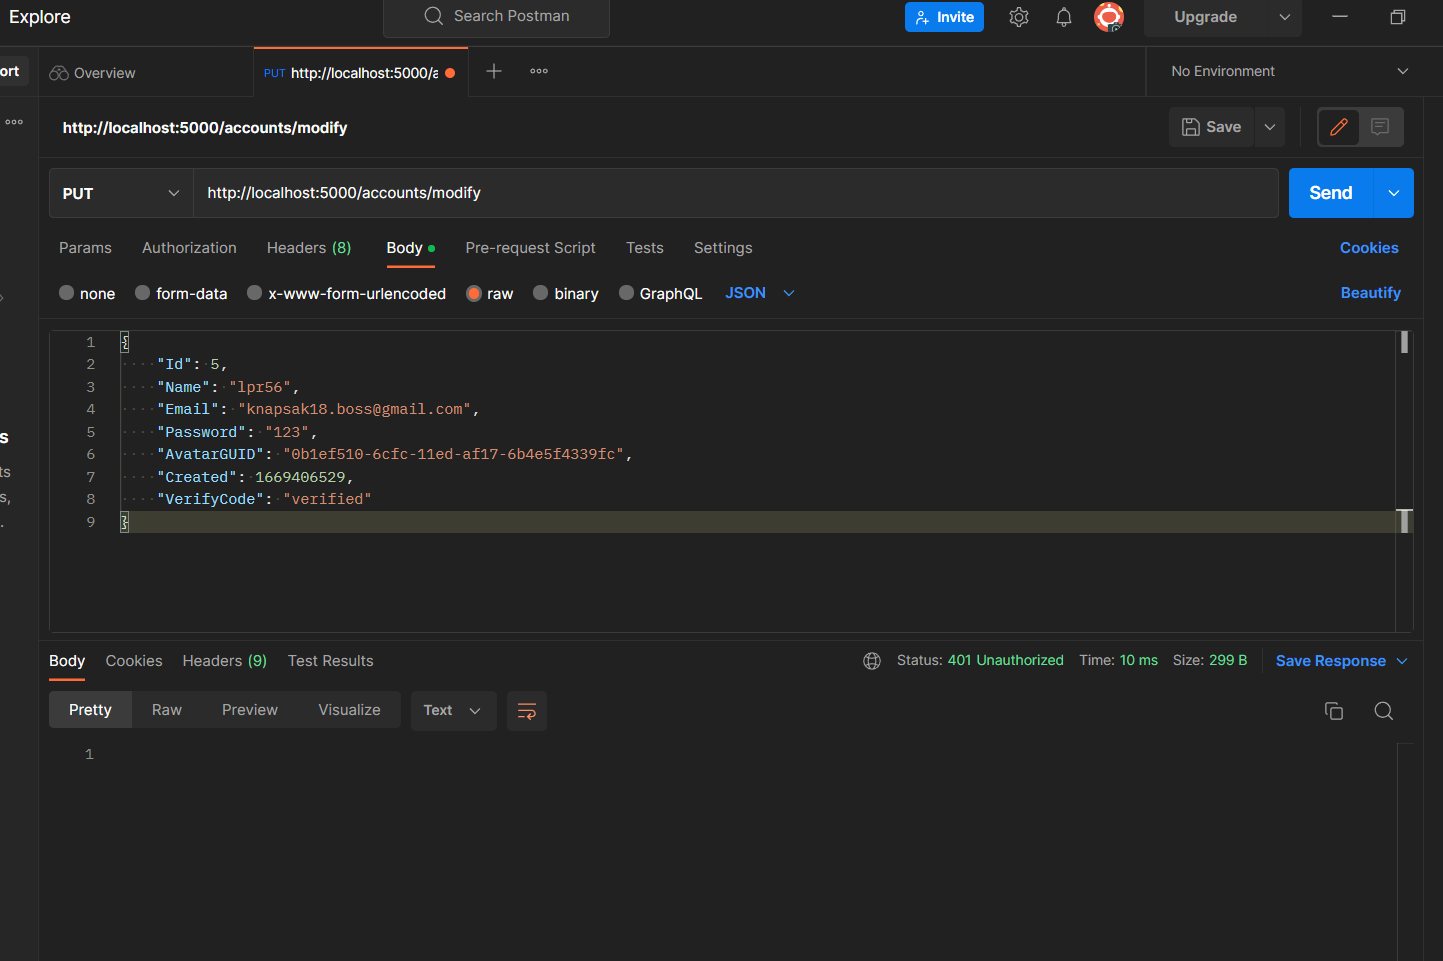 Explore
Search Postman
Invite
Upgrade
ort
Overview
PUT http://localhost:5000/a
No Environment
http://localhost:5000/accounts/modify
Save
PUT
http://localhost:5000/accounts/modify
Send
Params Authorization Headers (8) Body Pre-request Script Tests Settings Cookies
none form-data x-www-form-urlencoded raw binary GraphQL JSON Beautify
1 {
2 "Id": 5,
3 "Name": "lpr56",
4 "Email": "knapsak18.boss@gmail.com",
5 "Password": "123",
6 "AvatarGUID": "0b1ef510-6cfc-11ed-af17-6b4e5f4339fc",
7 "Created": 1669406529,
8 "VerifyCode": "verified"
9 }
s
ts
s,
.
Body Cookies Headers (9) Test Results Status: 401 Unauthorized Time: 10 ms Size: 299 B Save Response
Pretty Raw Preview Visualize Text
1